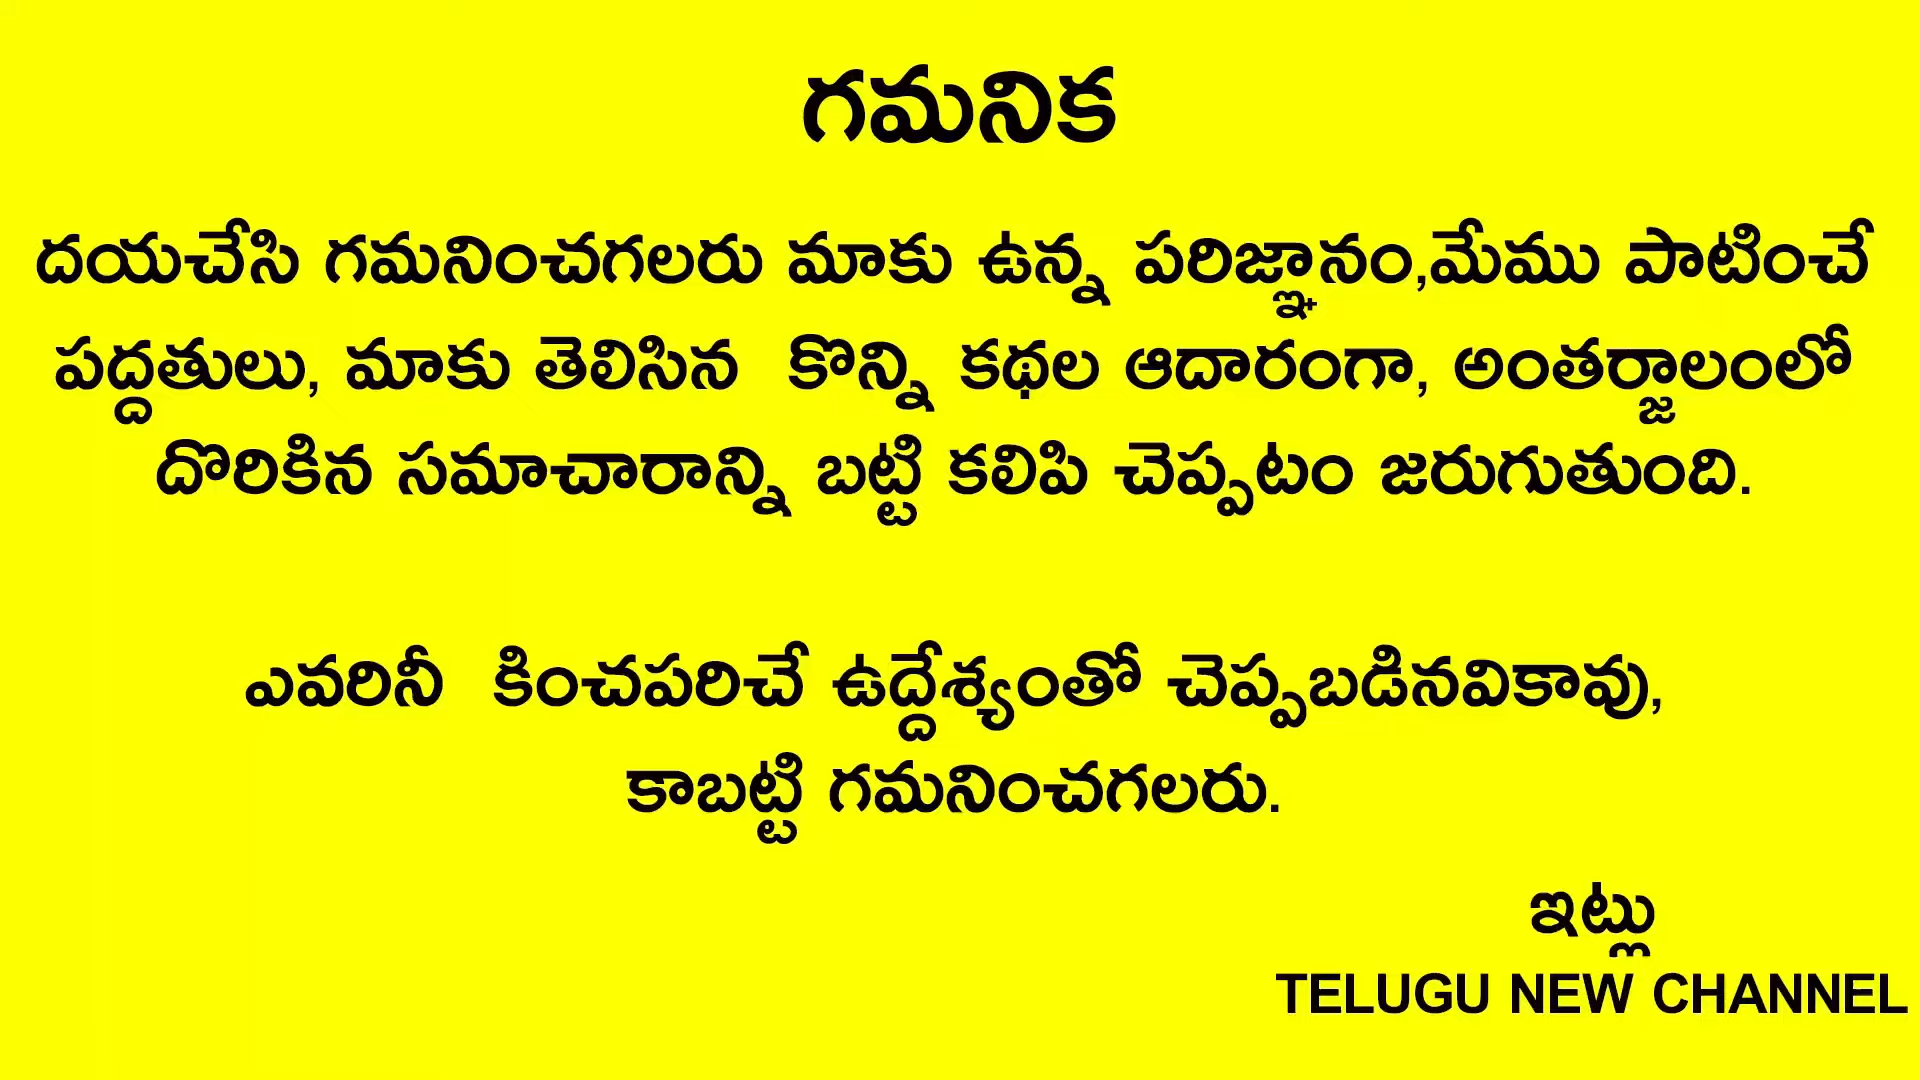 గమనిక
దయచేసి గమనించగలరు మాకు ఉన్న పరిజ్ఞానం,మేము పాటించే
పద్దతులు, మాకు తెలిసిన కొన్ని కథల ఆదారంగా, అంతర్జాలంలో
దొరికిన సమాచారాన్ని బట్టి కలిపి చెప్పటం జరుగుతుంది.
ఎవరినీ కించపరిచే ఉద్దేశ్యంతో చెప్పబడినవికావు,
కాబట్టి గమనించగలరు.
ఇట్లు
TELUGU NEW CHANNEL